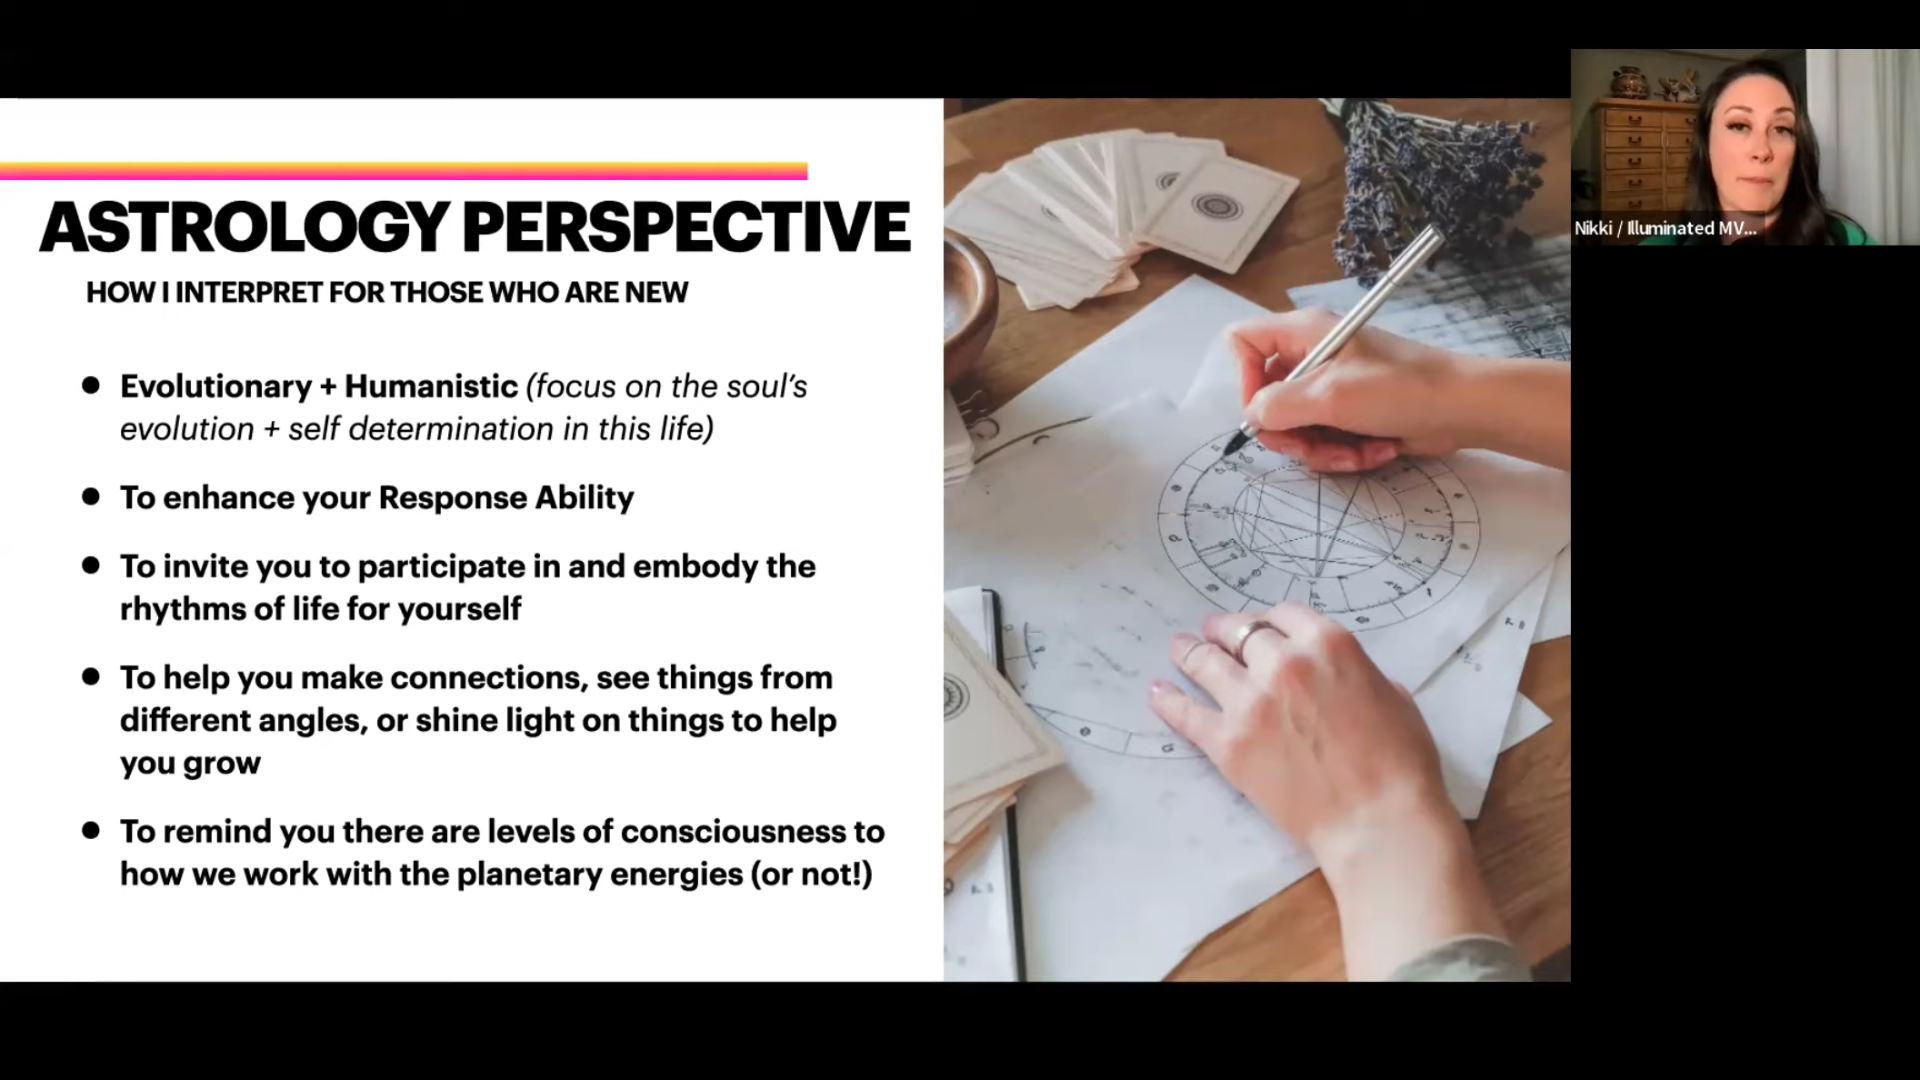 ASTROLOGY PERSPECTIVE
HOW I INTERPRET FOR THOSE WHO ARE NEW
● Evolutionary + Humanistic (focus on the soul's
evolution + self determination in this life)
● To enhance your Response Ability
● To invite you to participate in and embody the
rhythms of life for yourself
● To help you make connections, see things from
different angles, or shine light on things to help
you grow
● To remind you there are levels of consciousness to
how we work with the planetary energies (or not!)
Nikki / Illuminated MV...